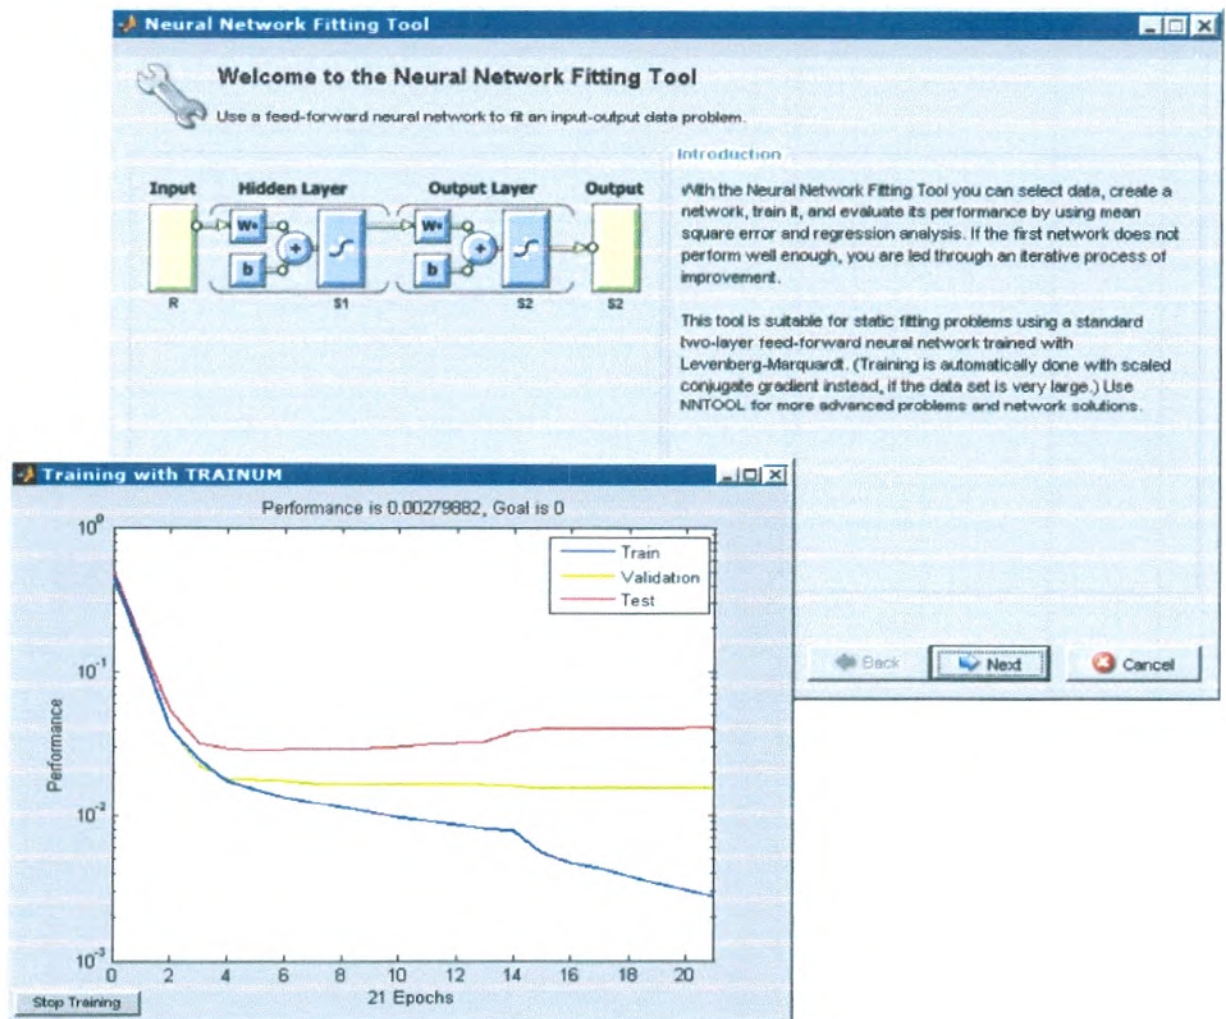 Neural Network Fitting Tool
Welcome to the Neural Network Fitting Tool
Use a feed-forward neural network to fit an input-output data problem.
Introduction
Input Hidden Layer Output Layer Output
W b + W b +
R S1 S2 S2
With the Neural Network Fitting Tool you can select data, create a
network, train it, and evaluate its performance by using mean
square error and regression analysis. If the first network does not
perform well enough, you are led through an iterative process of
improvement.
This tool is suitable for static fitting problems using a standard
two-layer feed-forward neural network trained with
Levenberg-Marquardt. (Training is automatically done with scaled
conjugate gradient instead, if the data set is very large.) Use
NNTOOL for more advanced problems and network solutions.
Back Next Cancel
Training with TRAINUM
Performance is 0.00279882, Goal is 0
Train
Validation
Test
Performance
10^0
10^-1
10^-2
10^-3
0 2 4 6 8 10 12 14 16 18 20
21 Epochs
Stop Training